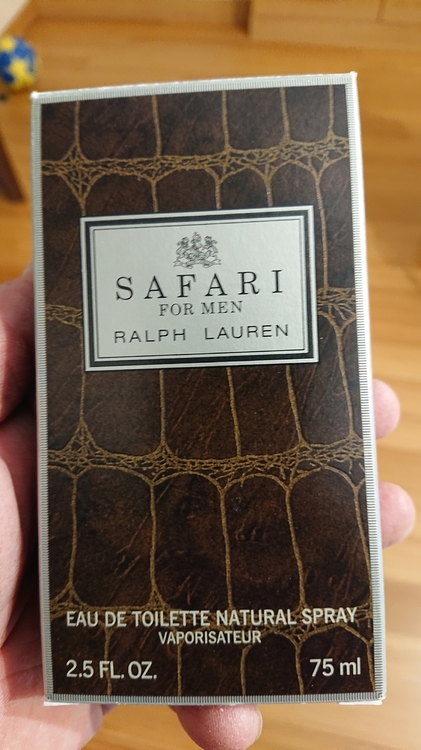 SAFARI
FOR MEN
RALPH LAUREN
EAU DE TOILETTE NATURAL SPRAY
VAPORISATEUR
2.5 FL. OZ. 75 ml